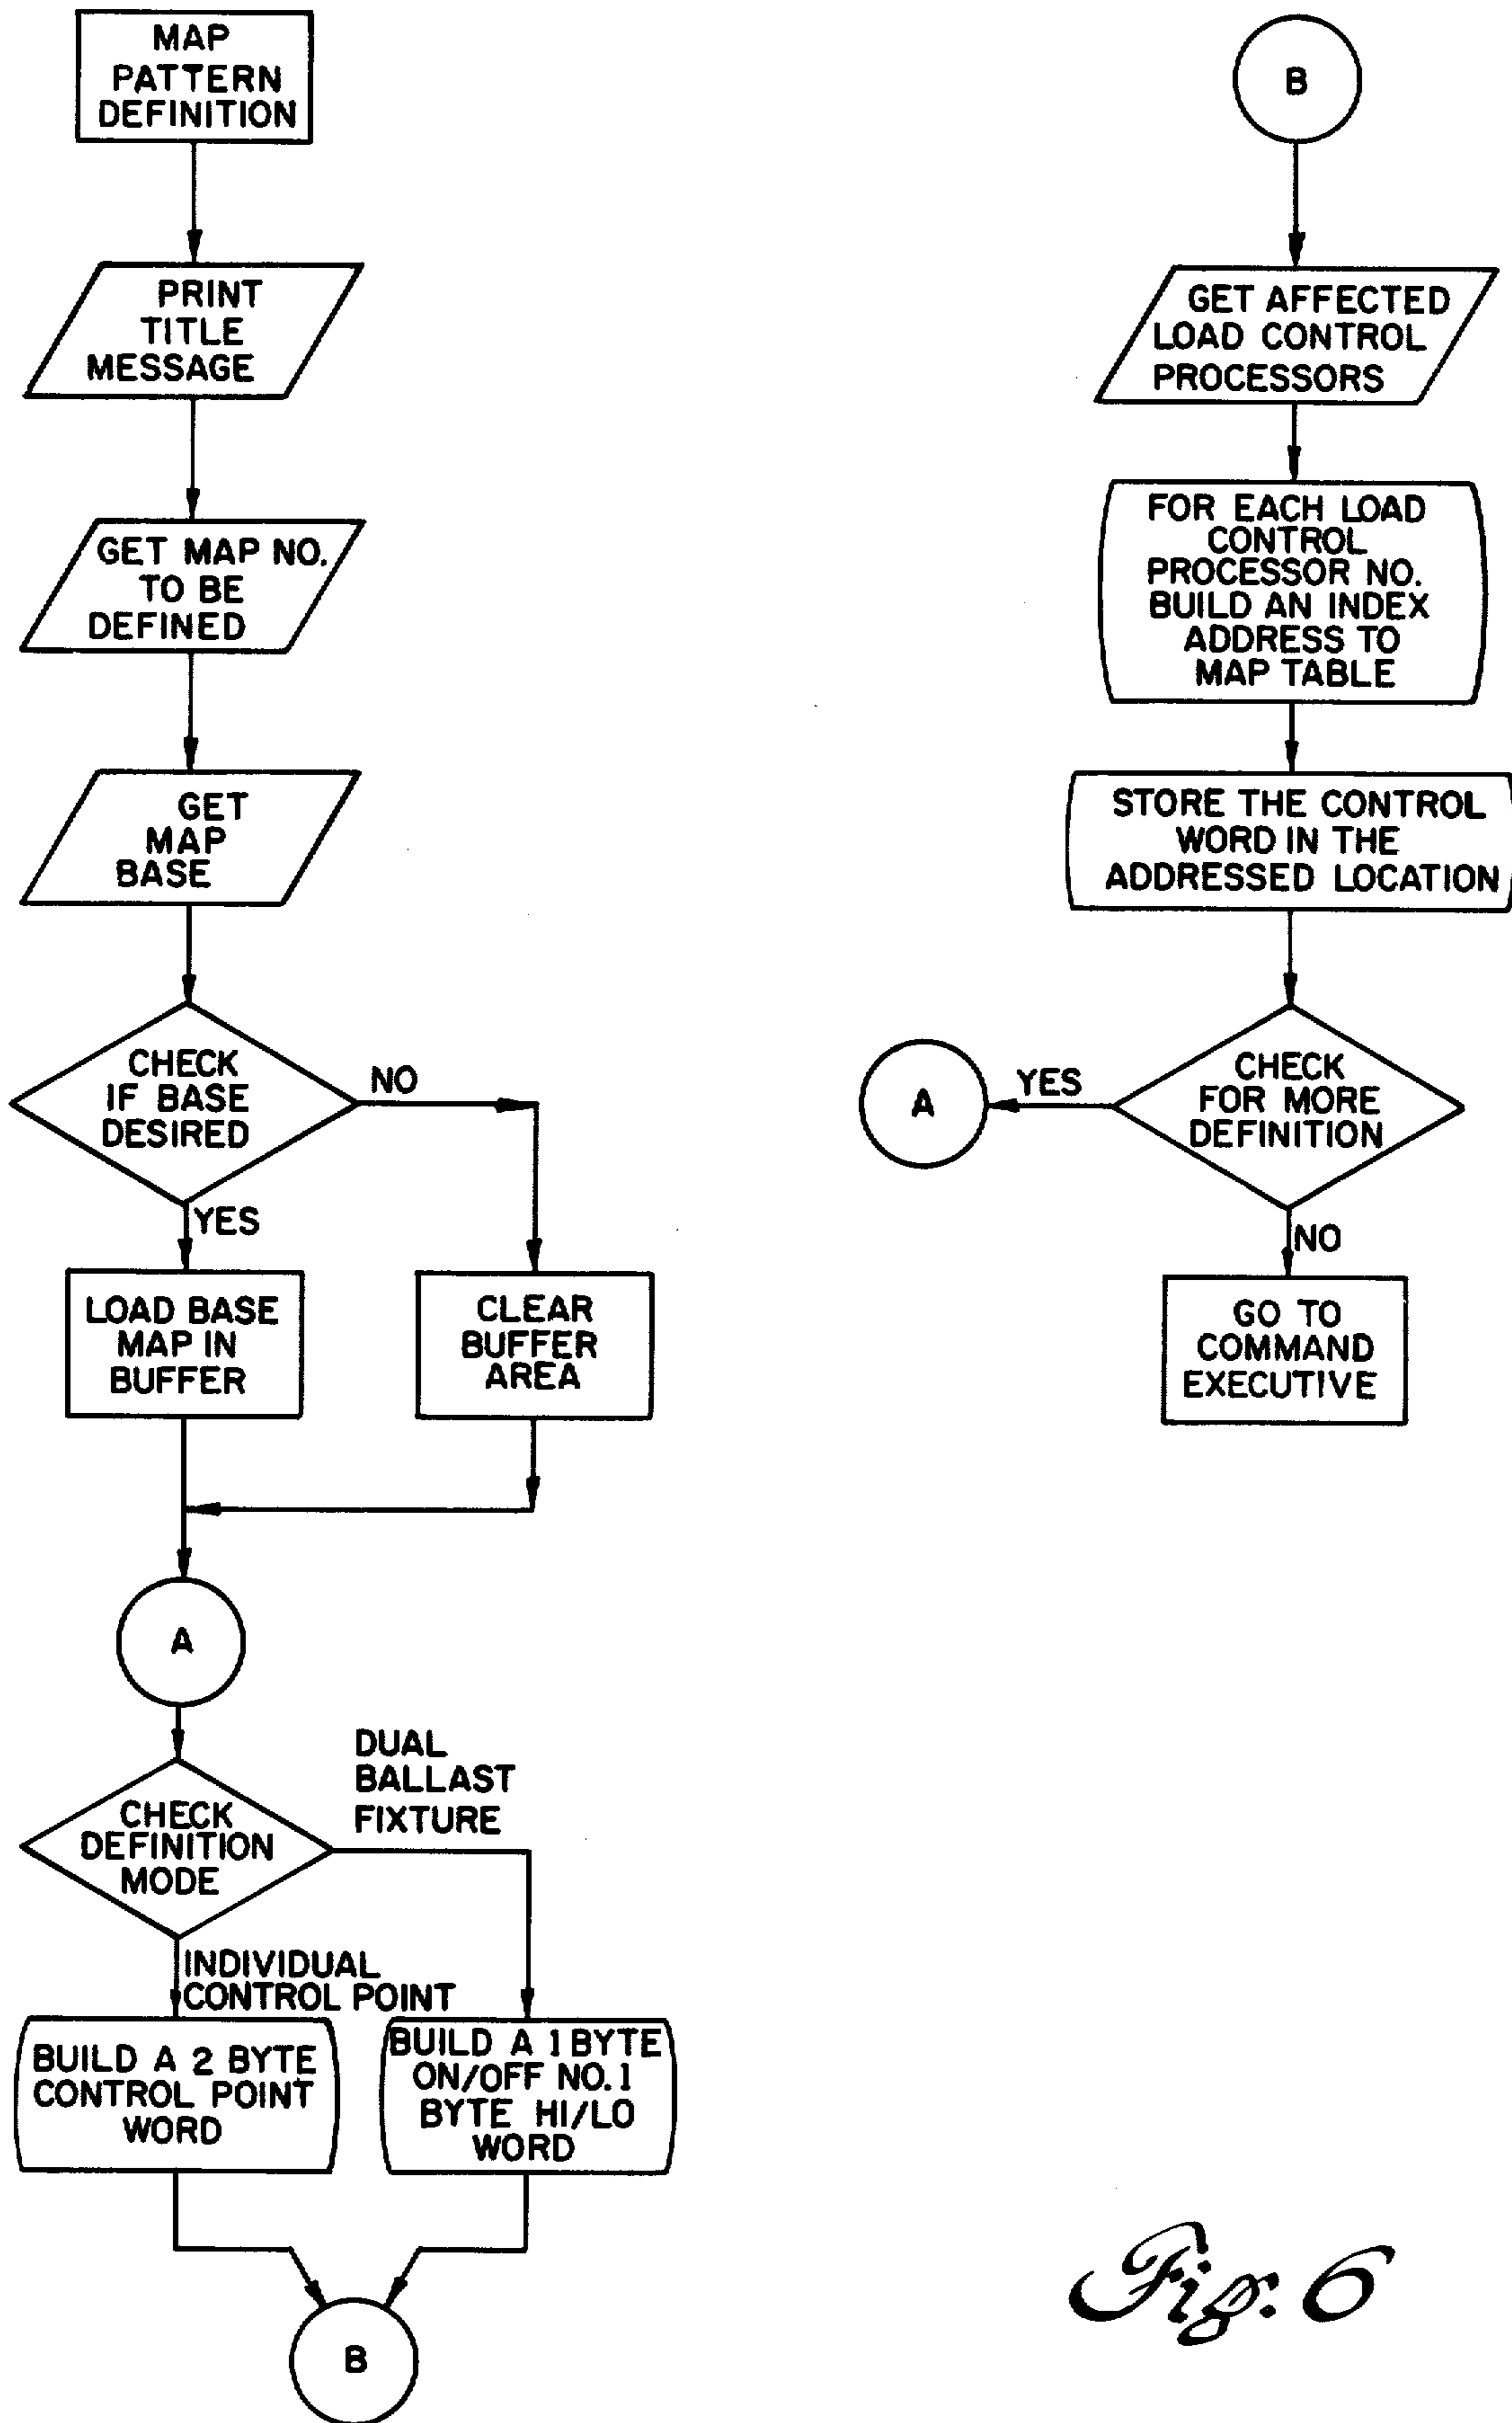 MAP
PATTERN
DEFINITION
PRINT
TITLE
MESSAGE
GET MAP NO.
TO BE
DEFINED
GET
MAP
BASE
CHECK
IF BASE
DESIRED
NO
YES
LOAD BASE
MAP IN
BUFFER
CLEAR
BUFFER
AREA
A
CHECK
DEFINITION
MODE
DUAL
BALLAST
FIXTURE
INDIVIDUAL
CONTROL POINT
BUILD A 2 BYTE
CONTROL POINT
WORD
BUILD A 1 BYTE
ON/OFF NO.1
BYTE HI/LO
WORD
B
B
GET AFFECTED
LOAD CONTROL
PROCESSORS
FOR EACH LOAD
CONTROL
PROCESSOR NO.
BUILD AN INDEX
ADDRESS TO
MAP TABLE
STORE THE CONTROL
WORD IN THE
ADDRESSED LOCATION
CHECK
FOR MORE
DEFINITION
YES
A
NO
GO TO
COMMAND
EXECUTIVE
Fig. 6